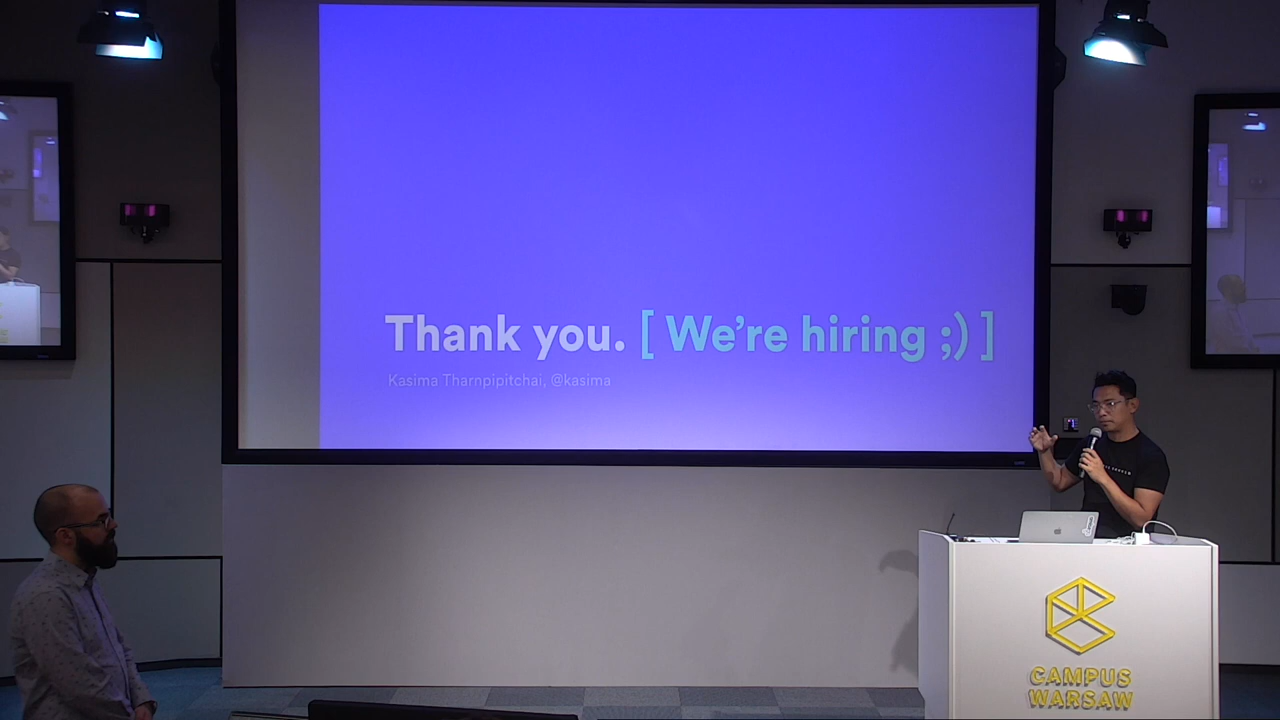 Thank you. [ We're hiring ;) ]
Kasima Tharnpipitchai, @kasima
CAMPUS
WARSAW